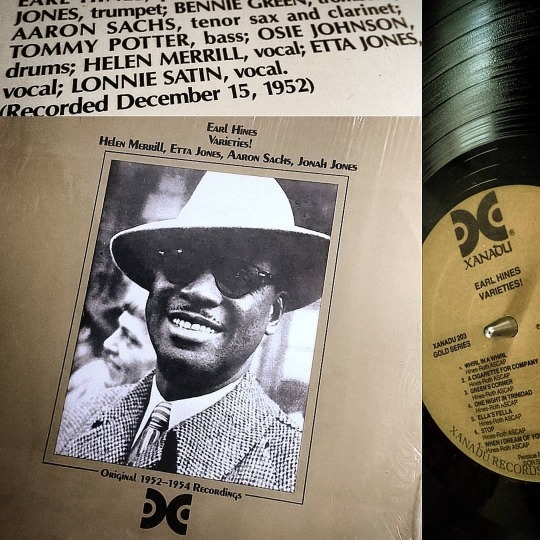 EARL HINES,
JONES, trumpet; BENNIE GREEN,
AARON SACHS, tenor sax and clarinet;
TOMMY POTTER, bass; OSIE JOHNSON,
drums; HELEN MERRILL, vocal; ETTA JONES,
vocal; LONNIE SATIN, vocal.
(Recorded December 15, 1952)
Earl Hines
Varieties!
Helen Merrill, Etta Jones, Aaron Sachs, Jonah Jones
Original 1952-1954 Recordings
XANADU®
EARL HINES
VARIETIES!
XANADU 203
GOLD SERIES
1. WHIRL IN A WHIRL
Hines-Roth ASCAP
2. A CIGARETTE FOR COMPANY
Hines-Roth ASCAP
3. GREEN'S CORNER
Hines-Roth ASCAP
4. ONE NIGHT IN TRINIDAD
Hines-Roth ASCAP
5. ELLA'S FELLA
Hines-Roth ASCAP
6. STOP
Hines-Roth ASCAP
7. WHEN I DREAM OF YOU
Hines-Roth ASCAP
XANADU RECORDS